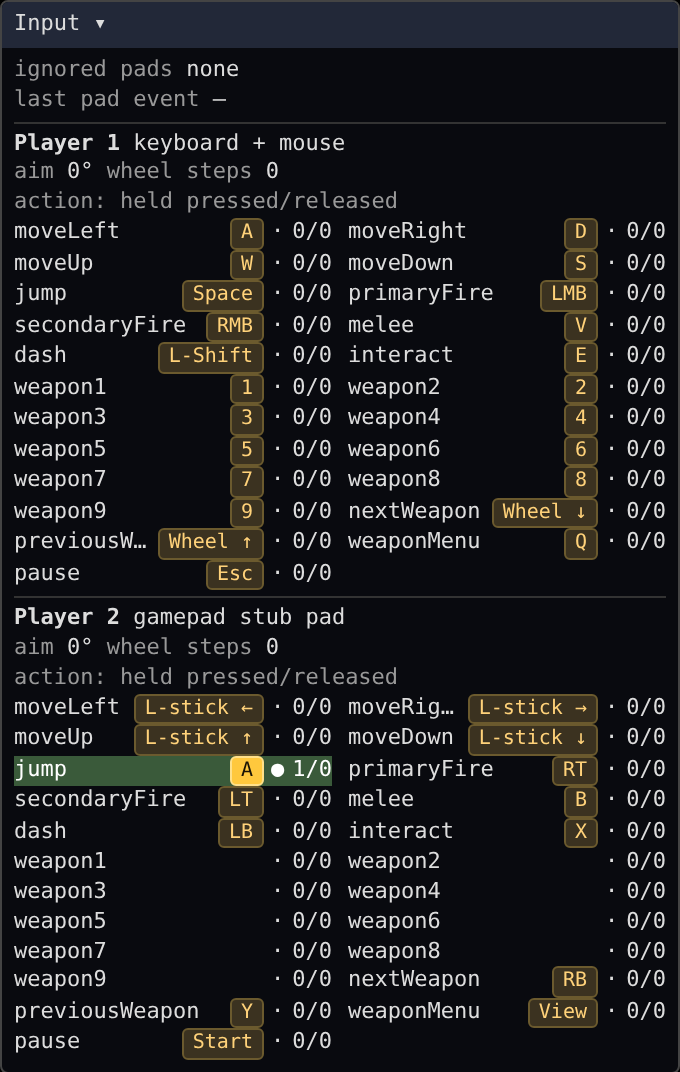 Input ▾
ignored pads none
last pad event —
Player 1 keyboard + mouse
aim 0° wheel steps 0
action: held pressed/released
moveLeft A · 0/0 moveRight D · 0/0
moveUp W · 0/0 moveDown S · 0/0
jump Space · 0/0 primaryFire LMB · 0/0
secondaryFire RMB · 0/0 melee V · 0/0
dash L-Shift · 0/0 interact E · 0/0
weapon1 1 · 0/0 weapon2 2 · 0/0
weapon3 3 · 0/0 weapon4 4 · 0/0
weapon5 5 · 0/0 weapon6 6 · 0/0
weapon7 7 · 0/0 weapon8 8 · 0/0
weapon9 9 · 0/0 nextWeapon Wheel ↓ · 0/0
previousW… Wheel ↑ · 0/0 weaponMenu Q · 0/0
pause Esc · 0/0
Player 2 gamepad stub pad
aim 0° wheel steps 0
action: held pressed/released
moveLeft L-stick ← · 0/0 moveRig… L-stick → · 0/0
moveUp L-stick ↑ · 0/0 moveDown L-stick ↓ · 0/0
jump A ● 1/0 primaryFire RT · 0/0
secondaryFire LT · 0/0 melee B · 0/0
dash LB · 0/0 interact X · 0/0
weapon1 · 0/0 weapon2 · 0/0
weapon3 · 0/0 weapon4 · 0/0
weapon5 · 0/0 weapon6 · 0/0
weapon7 · 0/0 weapon8 · 0/0
weapon9 · 0/0 nextWeapon RB · 0/0
previousWeapon Y · 0/0 weaponMenu View · 0/0
pause Start · 0/0